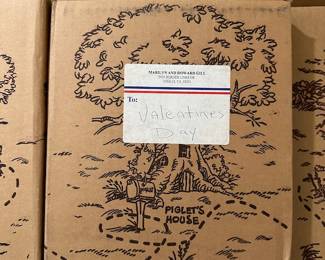 MARILYN AND HOWARD GILL
To:
Valentines
Day
PIGLET'S
HOUSE